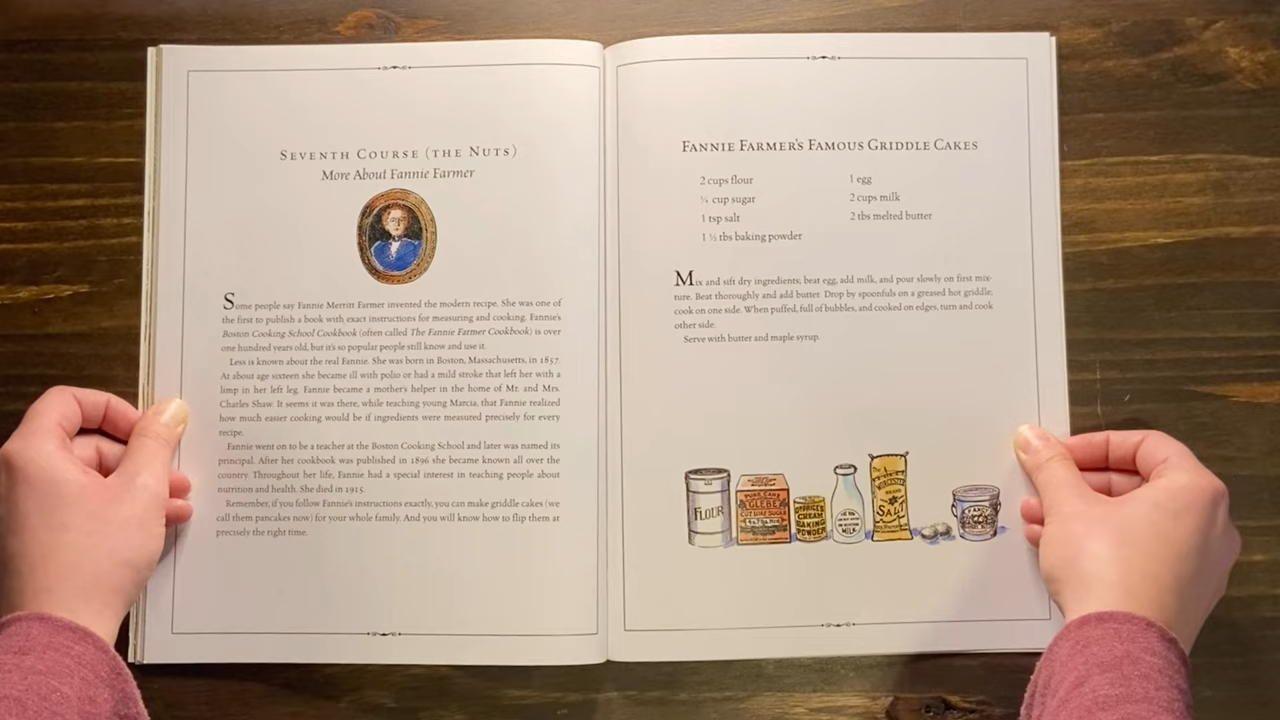 SEVENTH COURSE (THE NUTS)
More About Fannie Farmer
Some people say Fannie Merritt Farmer invented the modern recipe. She was one of
the first to publish a book with exact instructions for measuring and cooking. Fannie's
Boston Cooking School Cookbook (often called The Fannie Farmer Cookbook) is over
one hundred years old, but it's so popular people still know and use it.
Less is known about the real Fannie. She was born in Boston, Massachusetts, in 1857.
At about age sixteen she became ill with polio or had a mild stroke that left her with a
limp in her left leg. Fannie became a mother's helper in the home of Mr. and Mrs.
Charles Shaw. It seems it was there, while teaching young Marcia, that Fannie realized
how much easier cooking would be if ingredients were measured precisely for every
recipe.
Fannie went on to be a teacher at the Boston Cooking School and later was named its
principal. After her cookbook was published in 1896 she became known all over the
country. Throughout her life, Fannie had a special interest in teaching people about
nutrition and health. She died in 1915.
Remember, if you follow Fannie's instructions exactly, you can make griddle cakes (we
call them pancakes now) for your whole family. And you will know how to flip them at
precisely the right time.
FANNIE FARMER'S FAMOUS GRIDDLE CAKES
2 cups flour
¼ cup sugar
1 tsp salt
1 ½ tbs baking powder
1 egg
2 cups milk
2 tbs melted butter
Mix and sift dry ingredients; beat egg, add milk, and pour slowly on first mix-
ture. Beat thoroughly and add butter. Drop by spoonfuls on a greased hot griddle;
cook on one side. When puffed, full of bubbles, and cooked on edges, turn and cook
other side.
Serve with butter and maple syrup.
FLOUR
PURE CANE
GLEBE
SUGAR
CREAM
BAKING
POWDER
MILK
BRAND
SALT
FANCY